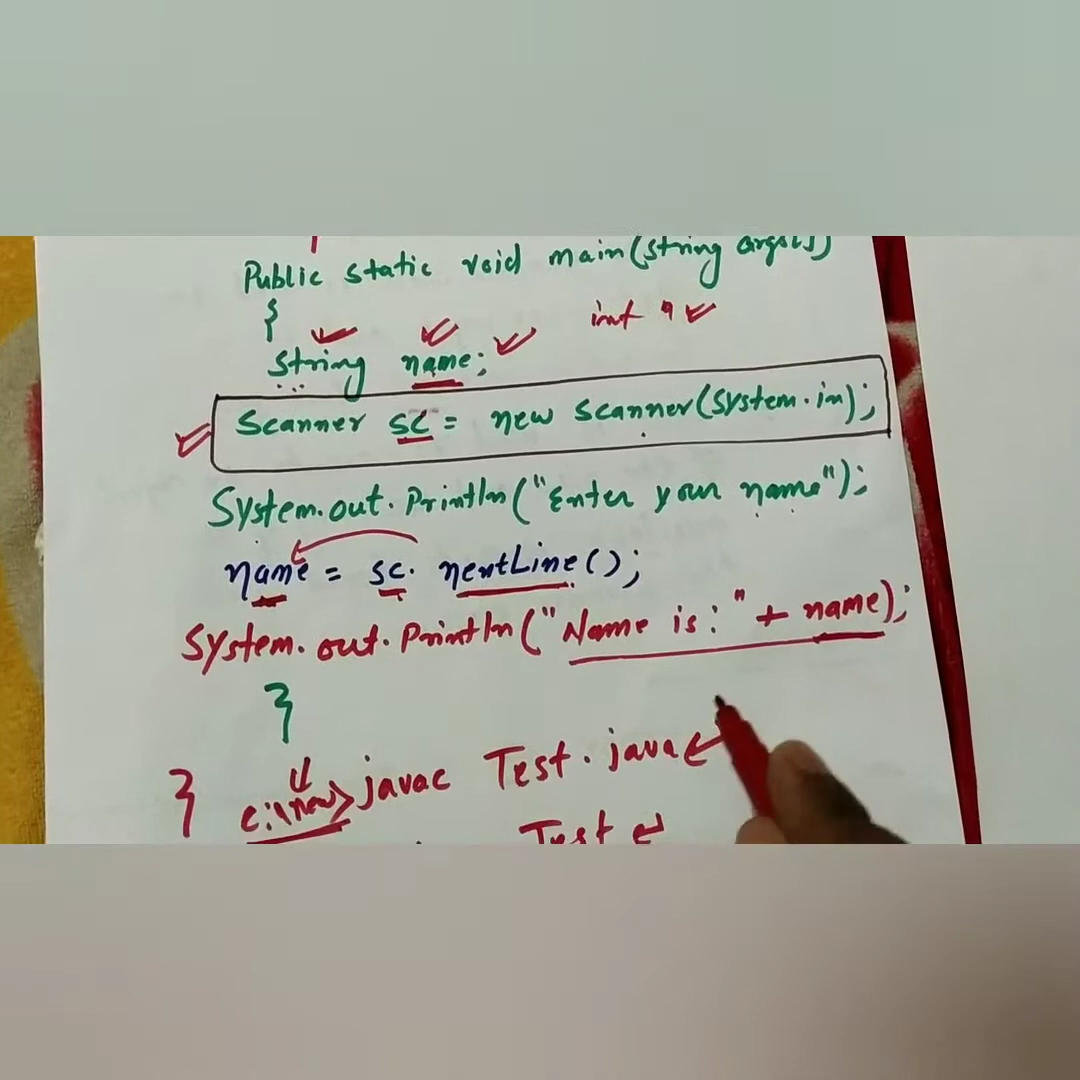 Public static void main(string args[])
{
int a
string name;
Scanner sc = new scanner(system.in);
System.out.Println("Enter your name");
name = sc. nextLine();
System.out.Println("Name is:" + name);
}
} javac Test.java
Test